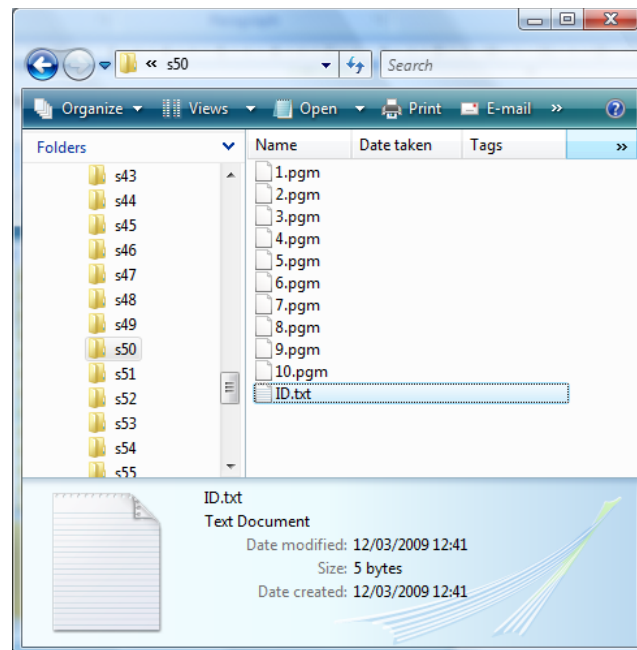 « s50
Search
Organize Views Open Print E-mail »
Folders
s43
s44
s45
s46
s47
s48
s49
s50
s51
s52
s53
s54
s55
Name Date taken Tags »
1.pgm
2.pgm
3.pgm
4.pgm
5.pgm
6.pgm
7.pgm
8.pgm
9.pgm
10.pgm
ID.txt
ID.txt
Text Document
Date modified: 12/03/2009 12:41
Size: 5 bytes
Date created: 12/03/2009 12:41